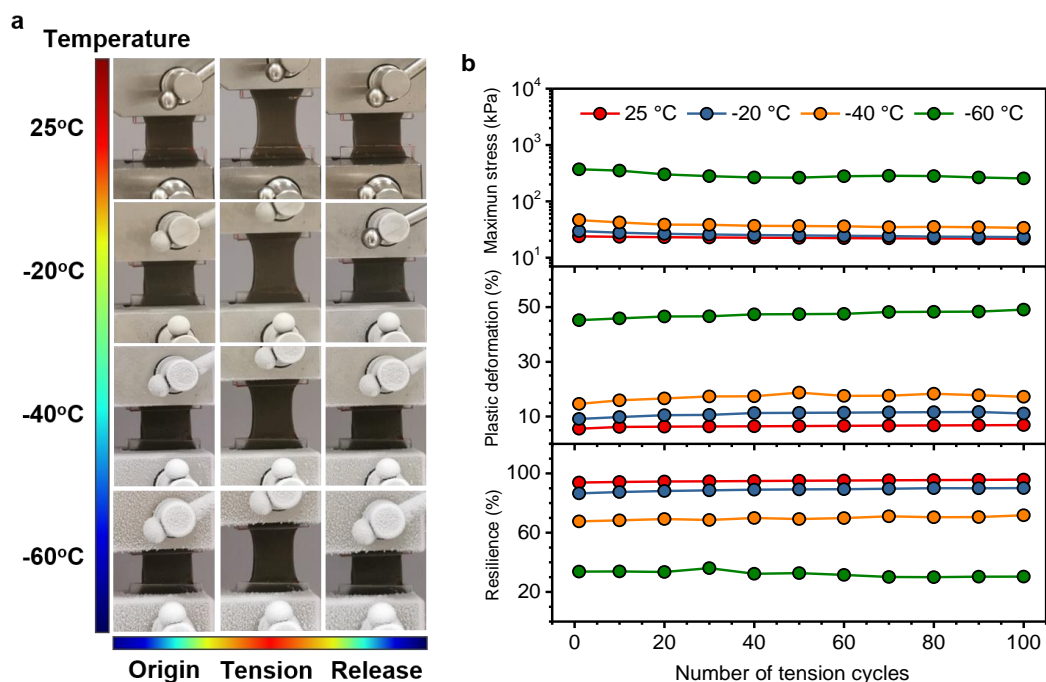 a
Temperature
25°C
-20°C
-40°C
-60°C
Origin Tension Release
b
25 °C -20 °C -40 °C -60 °C
Maximun stress (kPa)
10⁴
10³
10²
10¹
Plastic deformation (%)
50
30
10
Resilience (%)
100
60
20
0 20 40 60 80 100
Number of tension cycles